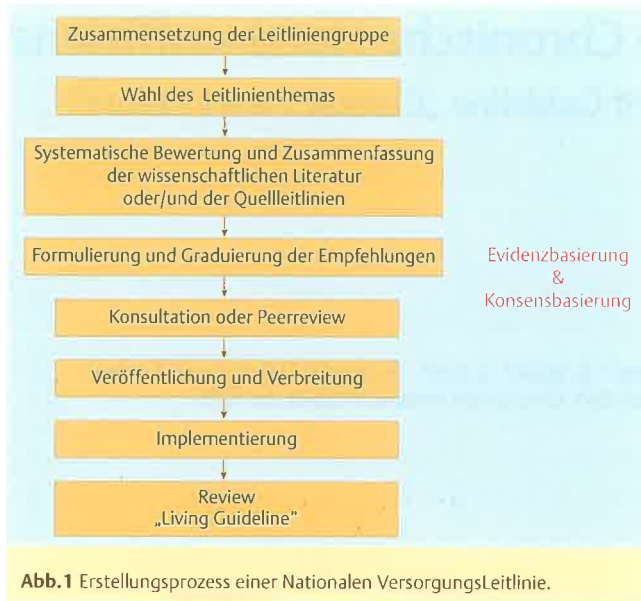 Zusammensetzung der Leitliniengruppe
Wahl des Leitlinienthemas
Systematische Bewertung und Zusammenfassung
der wissenschaftlichen Literatur
oder/und der Quellleitlinien
Formulierung und Graduierung der Empfehlungen
Evidenzbasierung
&
Konsensbasierung
Konsultation oder Peerreview
Veröffentlichung und Verbreitung
Implementierung
Review
„Living Guideline”
Abb.1 Erstellungsprozess einer Nationalen VersorgungsLeitlinie.